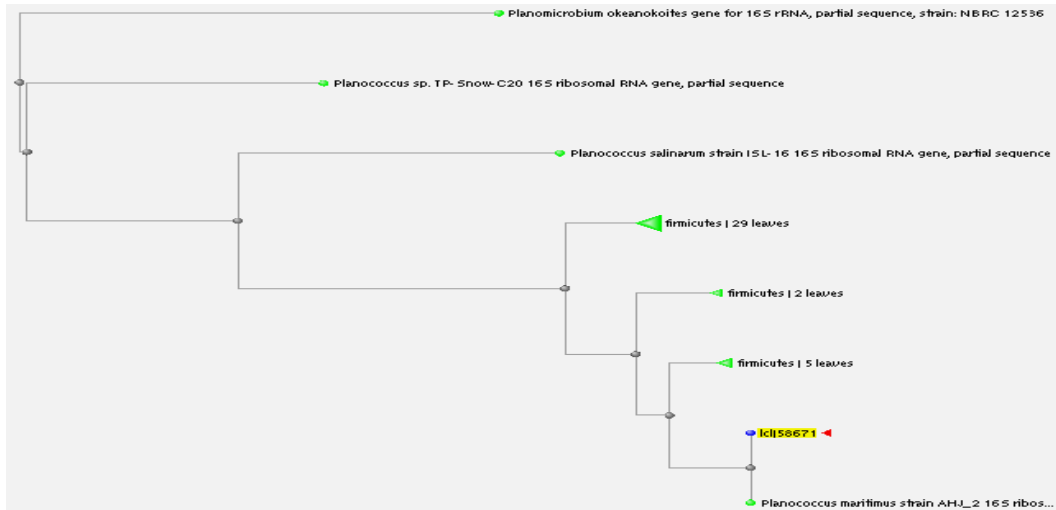 Planomicrobium okeanokoites gene for 16S rRNA, partial sequence, strain: NBRC 12536
Planococcus sp. TP-Snow-C20 16S ribosomal RNA gene, partial sequence
Planococcus salinarum strain ISL-16 16S ribosomal RNA gene, partial sequence
firmicutes | 29 leaves
firmicutes | 2 leaves
firmicutes | 5 leaves
lcl|58671
Planococcus maritimus strain AHJ_2 16S ribos...